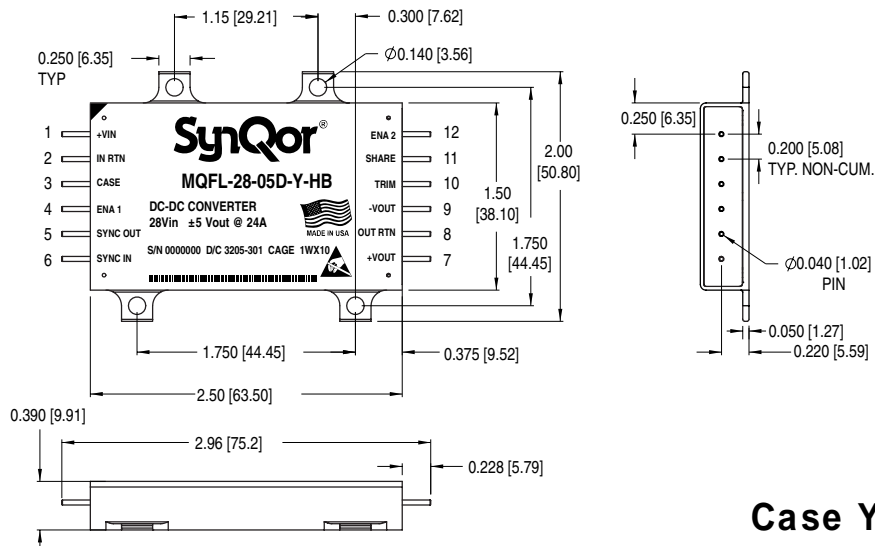 1.15 [29.21]
0.300 [7.62]
0.250 [6.35]
TYP
Ø0.140 [3.56]
SynQor®
MQFL-28-05D-Y-HB
DC-DC CONVERTER
28Vin ±5 Vout @ 24A
MADE IN USA
S/N 0000000 D/C 3205-301 CAGE 1WX10
1 +VIN
2 IN RTN
3 CASE
4 ENA 1
5 SYNC OUT
6 SYNC IN
ENA 2 12
SHARE 11
TRIM 10
-VOUT 9
OUT RTN 8
+VOUT 7
1.50
[38.10]
2.00
[50.80]
1.750
[44.45]
1.750 [44.45]
0.375 [9.52]
2.50 [63.50]
0.250 [6.35]
0.200 [5.08]
TYP. NON-CUM.
Ø0.040 [1.02]
PIN
0.050 [1.27]
0.220 [5.59]
0.390 [9.91]
2.96 [75.2]
0.228 [5.79]
Case Y